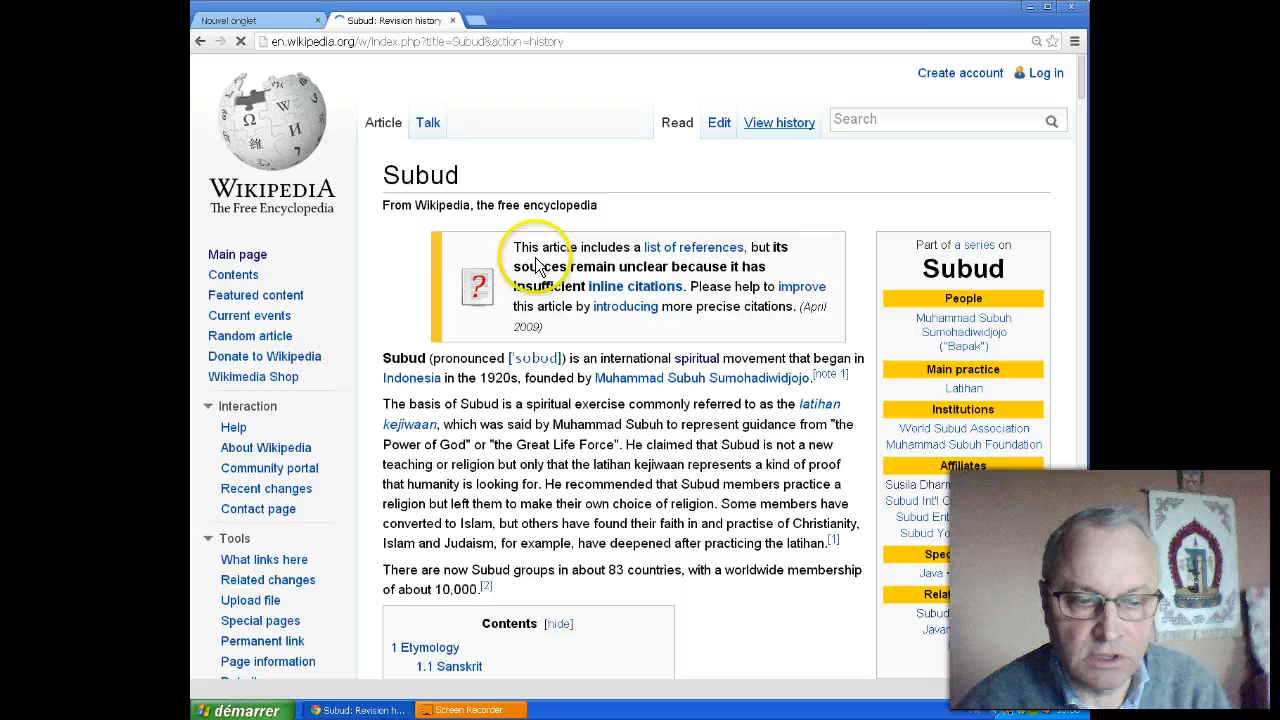 Nouvel onglet
Subud: Revision history
en.wikipedia.org/w/index.php?title=Subud&action=history
Create account Log in
Article Talk Read Edit View history Search
WIKIPEDIA
The Free Encyclopedia
Main page
Contents
Featured content
Current events
Random article
Donate to Wikipedia
Wikimedia Shop
Interaction
Help
About Wikipedia
Community portal
Recent changes
Contact page
Tools
What links here
Related changes
Upload file
Special pages
Permanent link
Page information
Subud
From Wikipedia, the free encyclopedia
This article includes a list of references, but its
sources remain unclear because it has
insufficient inline citations. Please help to improve
this article by introducing more precise citations. (April
2009)
Subud (pronounced [ˈsʊbʊd]) is an international spiritual movement that began in
Indonesia in the 1920s, founded by Muhammad Subuh Sumohadiwidjojo.[note 1]
The basis of Subud is a spiritual exercise commonly referred to as the latihan
kejiwaan, which was said by Muhammad Subuh to represent guidance from "the
Power of God" or "the Great Life Force". He claimed that Subud is not a new
teaching or religion but only that the latihan kejiwaan represents a kind of proof
that humanity is looking for. He recommended that Subud members practice a
religion but left them to make their own choice of religion. Some members have
converted to Islam, but others have found their faith in and practise of Christianity,
Islam and Judaism, for example, have deepened after practicing the latihan.[1]
There are now Subud groups in about 83 countries, with a worldwide membership
of about 10,000.[2]
Contents [hide]
1 Etymology
1.1 Sanskrit
Part of a series on
Subud
People
Muhammad Subuh
Sumohadiwidjojo
("Bapak")
Main practice
Latihan
Institutions
World Subud Association
Muhammad Subuh Foundation
Affiliates
Susila Dharm
Subud Int'l C
Subud Ent
Subud Yo
Spec
Java
Rela
Subud
Javan
démarrer
Subud: Revision h...
Screen Recorder